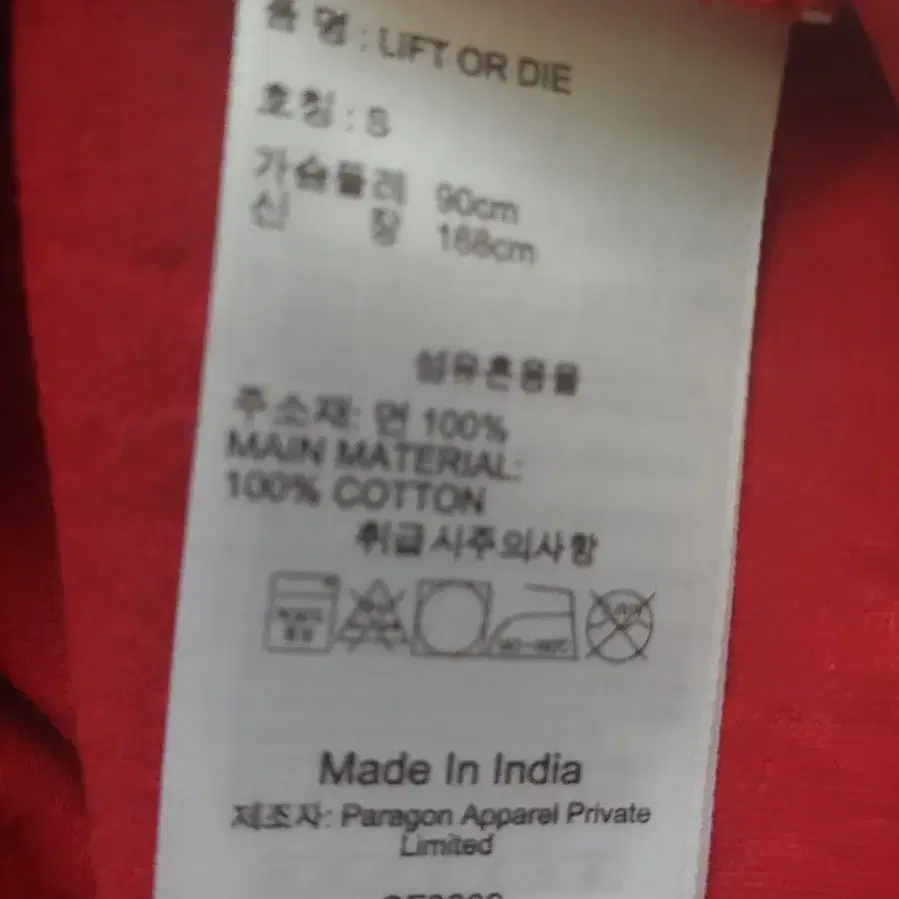 품 명 : LIFT OR DIE
호칭 : S
가슴둘레 90cm
신 장 168cm
섬유혼용율
주소재: 면 100%
MAIN MATERIAL:
100% COTTON
취급시주의사항
Made In India
제조자: Paragon Apparel Private
Limited